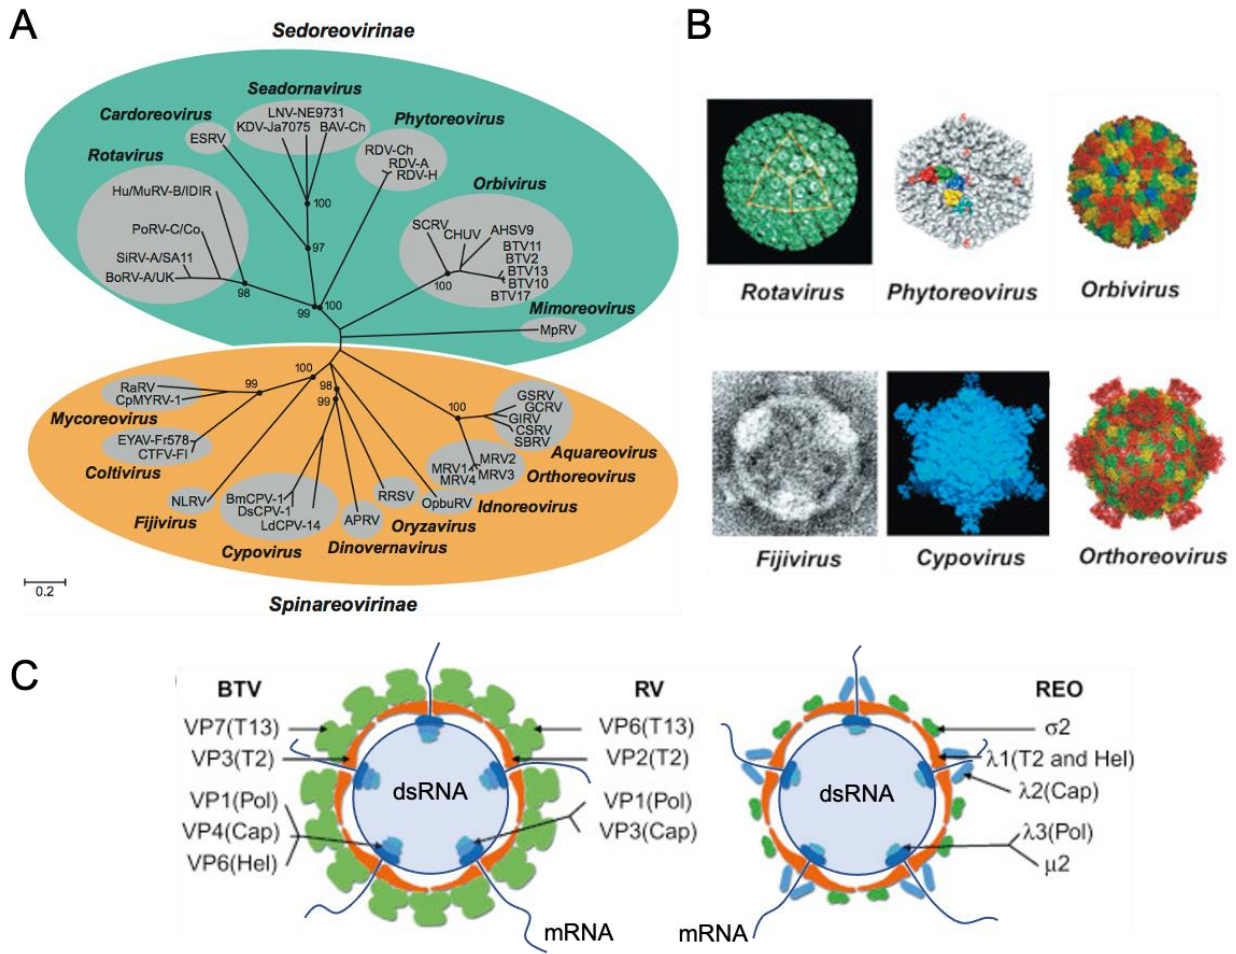 A
Sedoreovirinae
Seadornavirus
LNV-NE9731
KDV-Ja7075
BAV-Ch
Cardoreovirus
ESRV
Phytoreovirus
RDV-Ch
RDV-A
RDV-H
Rotavirus
Hu/MuRV-B/IDIR
PoRV-C/Co
SiRV-A/SA11
BoRV-A/UK
Orbivirus
SCRV
CHUV
AHSV9
BTV11
BTV2
BTV13
BTV10
BTV17
100
97
98
99
100
100
Mimoreovirus
MpRV
100
99
98
99
100
RaRV
CpMYRV-1
Mycoreovirus
EYAV-Fr578
CTFV-Fl
Coltivirus
NLRV
Fijivirus
BmCPV-1
DsCPV-1
LdCPV-14
Cypovirus
APRV
Dinovernavirus
RRSV
Oryzavirus
OpbuRV
Idnoreovirus
MRV1
MRV2
MRV4
MRV3
Orthoreovirus
GSRV
GCRV
GIRV
CSRV
SBRV
Aquareovirus
0.2
Spinareovirinae
B
Rotavirus
Phytoreovirus
Orbivirus
Fijivirus
Cypovirus
Orthoreovirus
C
BTV
VP7(T13)
VP3(T2)
VP1(Pol)
VP4(Cap)
VP6(Hel)
dsRNA
RV
VP6(T13)
VP2(T2)
VP1(Pol)
VP3(Cap)
mRNA
REO
σ2
λ1(T2 and Hel)
λ2(Cap)
λ3(Pol)
μ2
dsRNA
mRNA